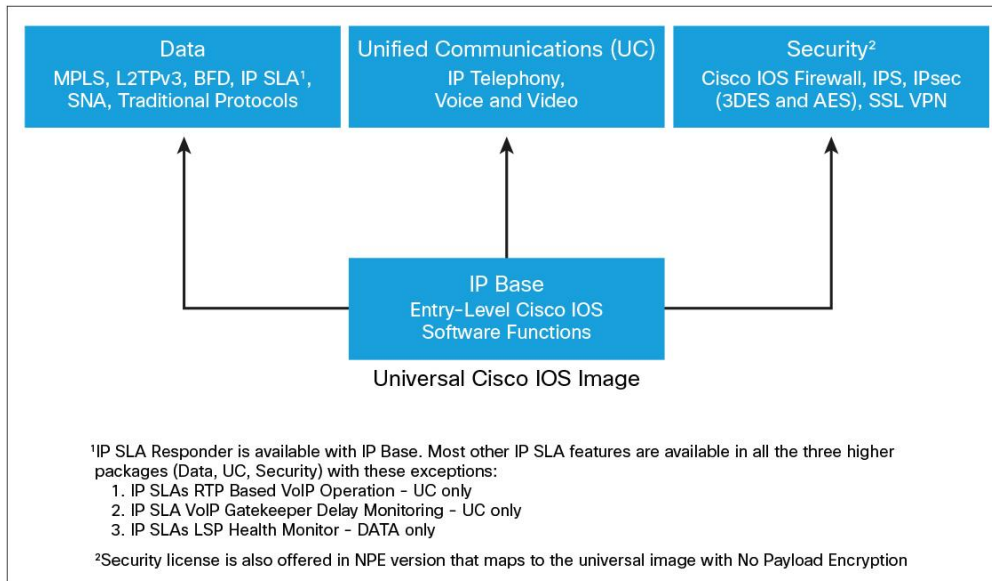 Data
MPLS, L2TPv3, BFD, IP SLA¹,
SNA, Traditional Protocols
Unified Communications (UC)
IP Telephony,
Voice and Video
Security²
Cisco IOS Firewall, IPS, IPsec
(3DES and AES), SSL VPN
IP Base
Entry-Level Cisco IOS
Software Functions
Universal Cisco IOS Image
¹IP SLA Responder is available with IP Base. Most other IP SLA features are available in all the three higher
packages (Data, UC, Security) with these exceptions:
1. IP SLAs RTP Based VoIP Operation - UC only
2. IP SLA VoIP Gatekeeper Delay Monitoring - UC only
3. IP SLAs LSP Health Monitor - DATA only
²Security license is also offered in NPE version that maps to the universal image with No Payload Encryption